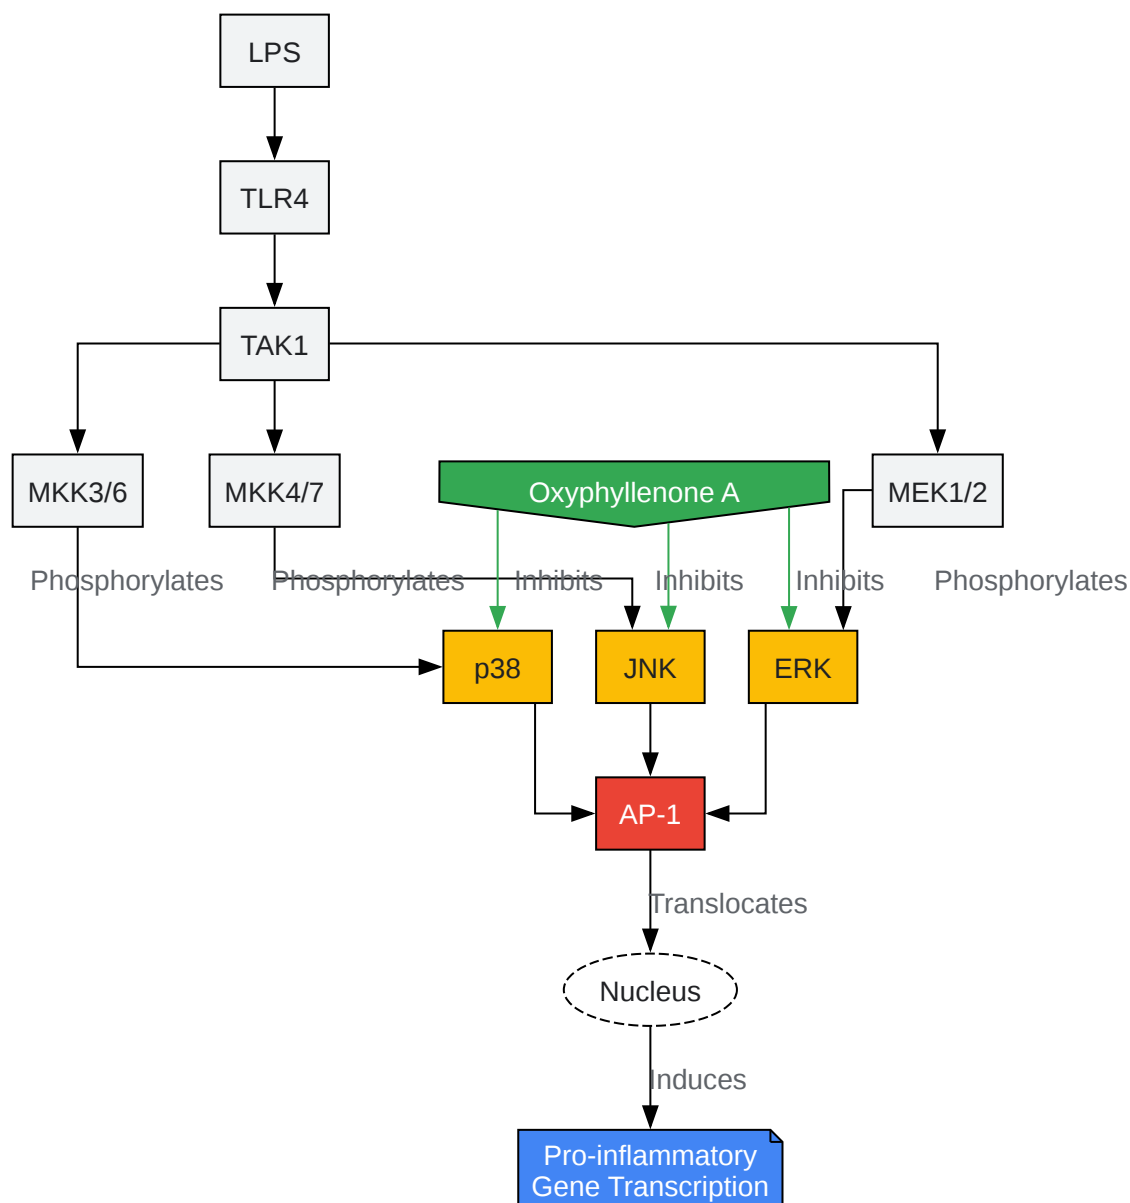 LPS
TLR4
TAK1
MKK3/6
MKK4/7
Oxyphyllenone A
MEK1/2
Phosphorylates
Phosphorylates
Inhibits
Inhibits
Inhibits
Phosphorylates
p38
JNK
ERK
AP-1
Translocates
Nucleus
Induces
Pro-inflammatory
Gene Transcription